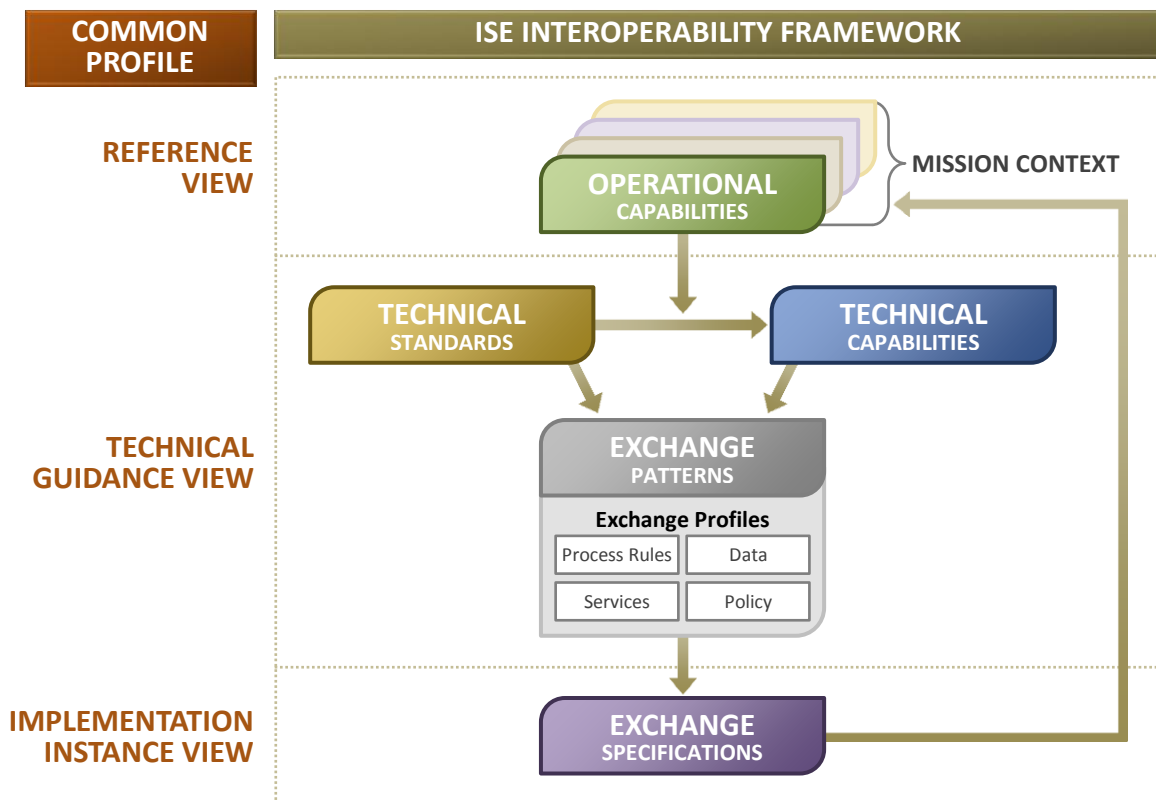 COMMON
PROFILE
ISE INTEROPERABILITY FRAMEWORK
REFERENCE
VIEW
OPERATIONAL
CAPABILITIES
MISSION CONTEXT
TECHNICAL
GUIDANCE VIEW
TECHNICAL
STANDARDS
TECHNICAL
CAPABILITIES
EXCHANGE
PATTERNS
Exchange Profiles
Process Rules
Data
Services
Policy
IMPLEMENTATION
INSTANCE VIEW
EXCHANGE
SPECIFICATIONS